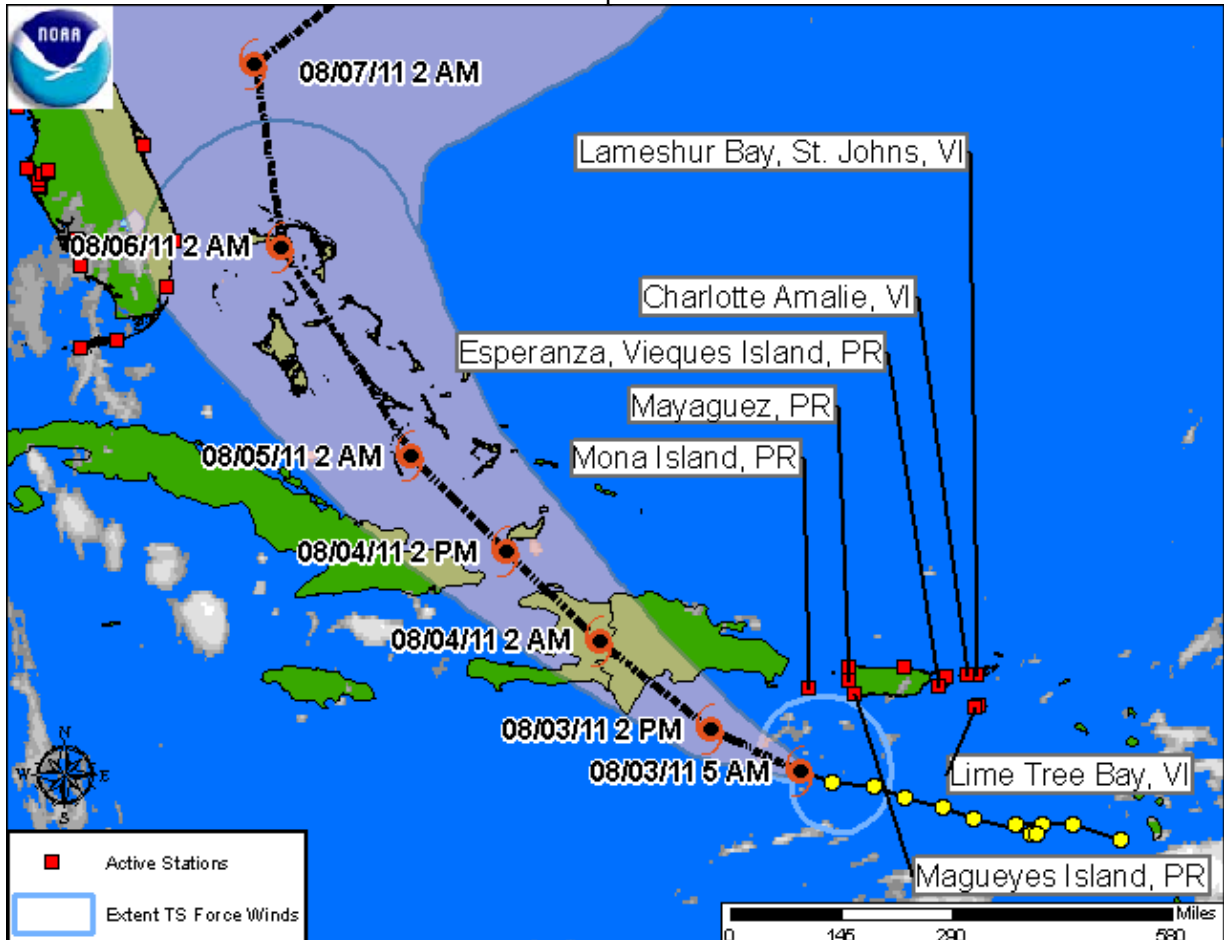 NOAA
08/07/11 2 AM
Lameshur Bay, St. Johns, VI
08/06/11 2 AM
Charlotte Amalie, VI
Esperanza, Vieques Island, PR
Mayaguez, PR
08/05/11 2 AM
Mona Island, PR
08/04/11 2 PM
08/04/11 2 AM
08/03/11 2 PM
08/03/11 5 AM
Lime Tree Bay, VI
N
W E
S
Magueyes Island, PR
Active Stations
Extent TS Force Winds
Miles
0 145 290 580